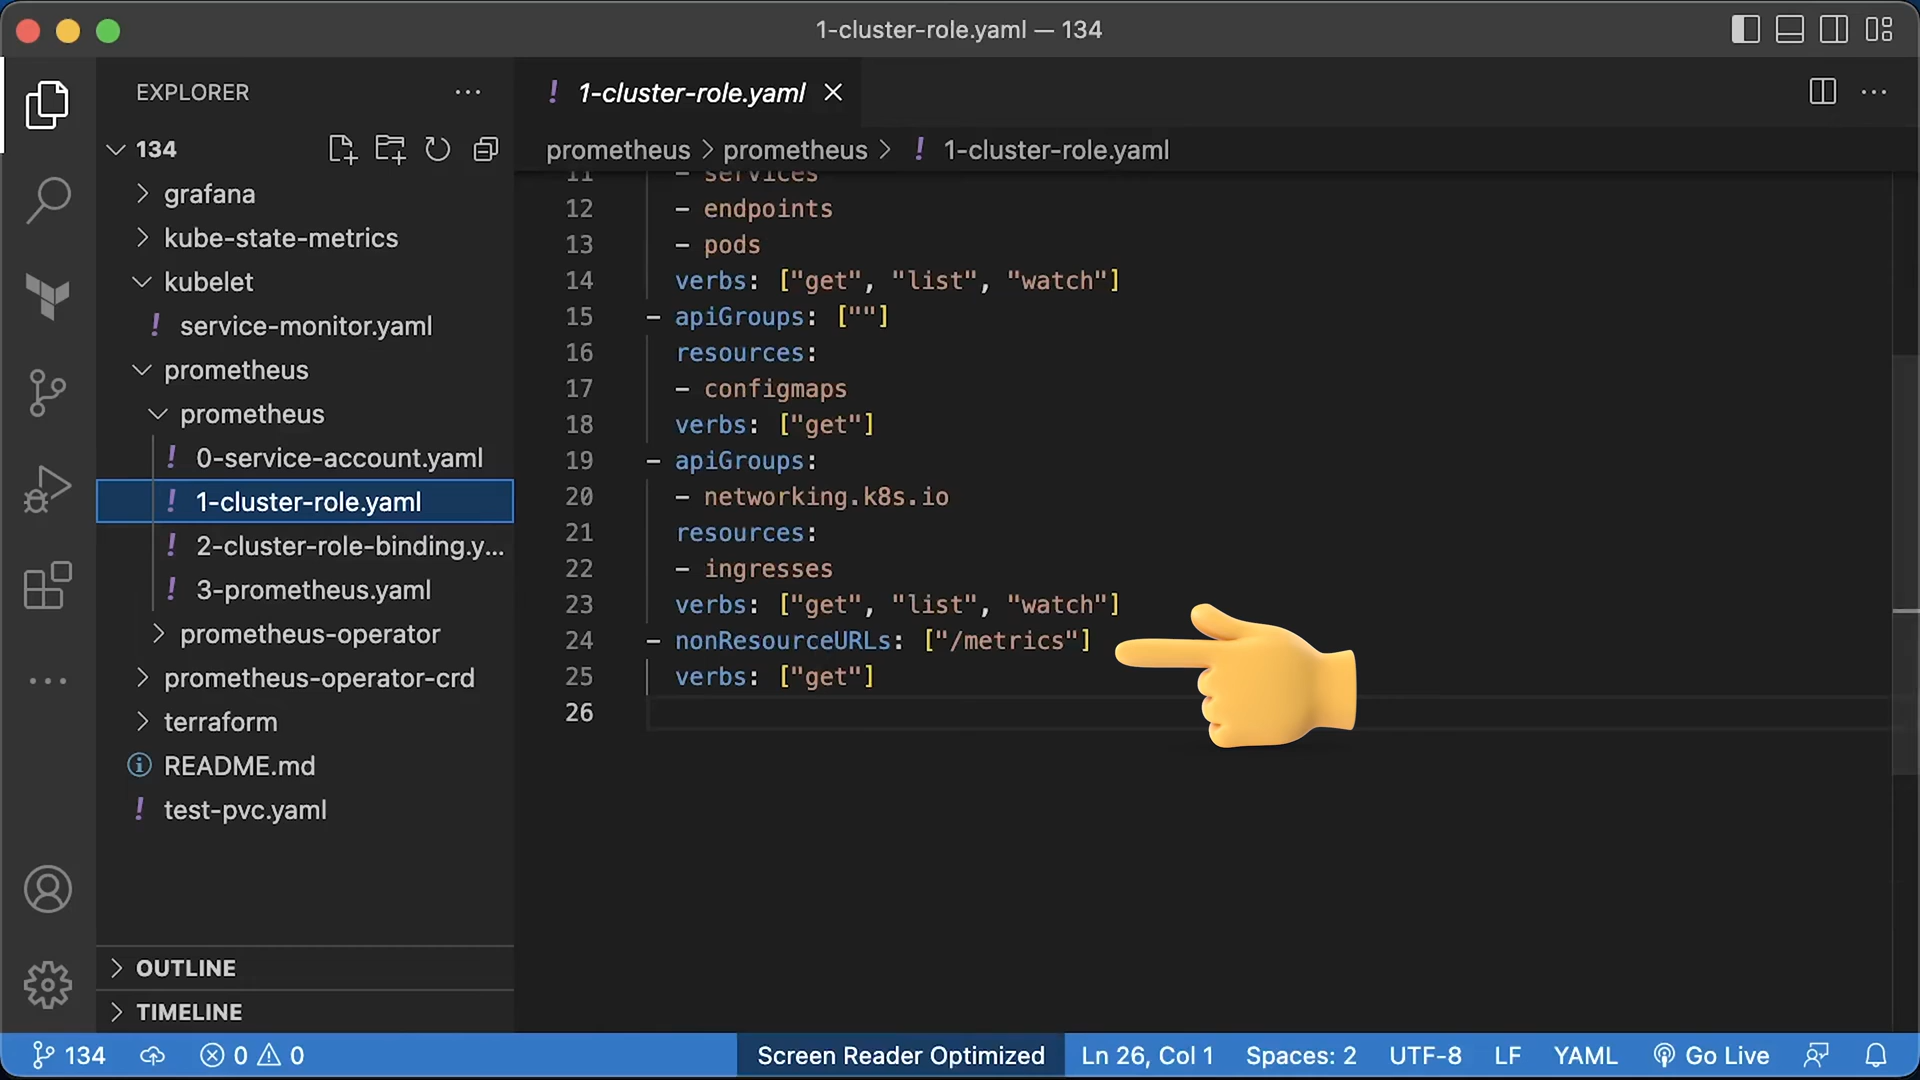 1-cluster-role.yaml — 134
EXPLORER
134
grafana
kube-state-metrics
kubelet
! service-monitor.yaml
prometheus
prometheus
! 0-service-account.yaml
! 1-cluster-role.yaml
! 2-cluster-role-binding.y...
! 3-prometheus.yaml
prometheus-operator
prometheus-operator-crd
terraform
README.md
! test-pvc.yaml
OUTLINE
TIMELINE
! 1-cluster-role.yaml
prometheus > prometheus > ! 1-cluster-role.yaml
11 - services
12 - endpoints
13 - pods
14 verbs: ["get", "list", "watch"]
15 - apiGroups: [""]
16 resources:
17 - configmaps
18 verbs: ["get"]
19 - apiGroups:
20 - networking.k8s.io
21 resources:
22 - ingresses
23 verbs: ["get", "list", "watch"]
24 - nonResourceURLs: ["/metrics"]
25 verbs: ["get"]
26
134 0 0 Screen Reader Optimized Ln 26, Col 1 Spaces: 2 UTF-8 LF YAML Go Live